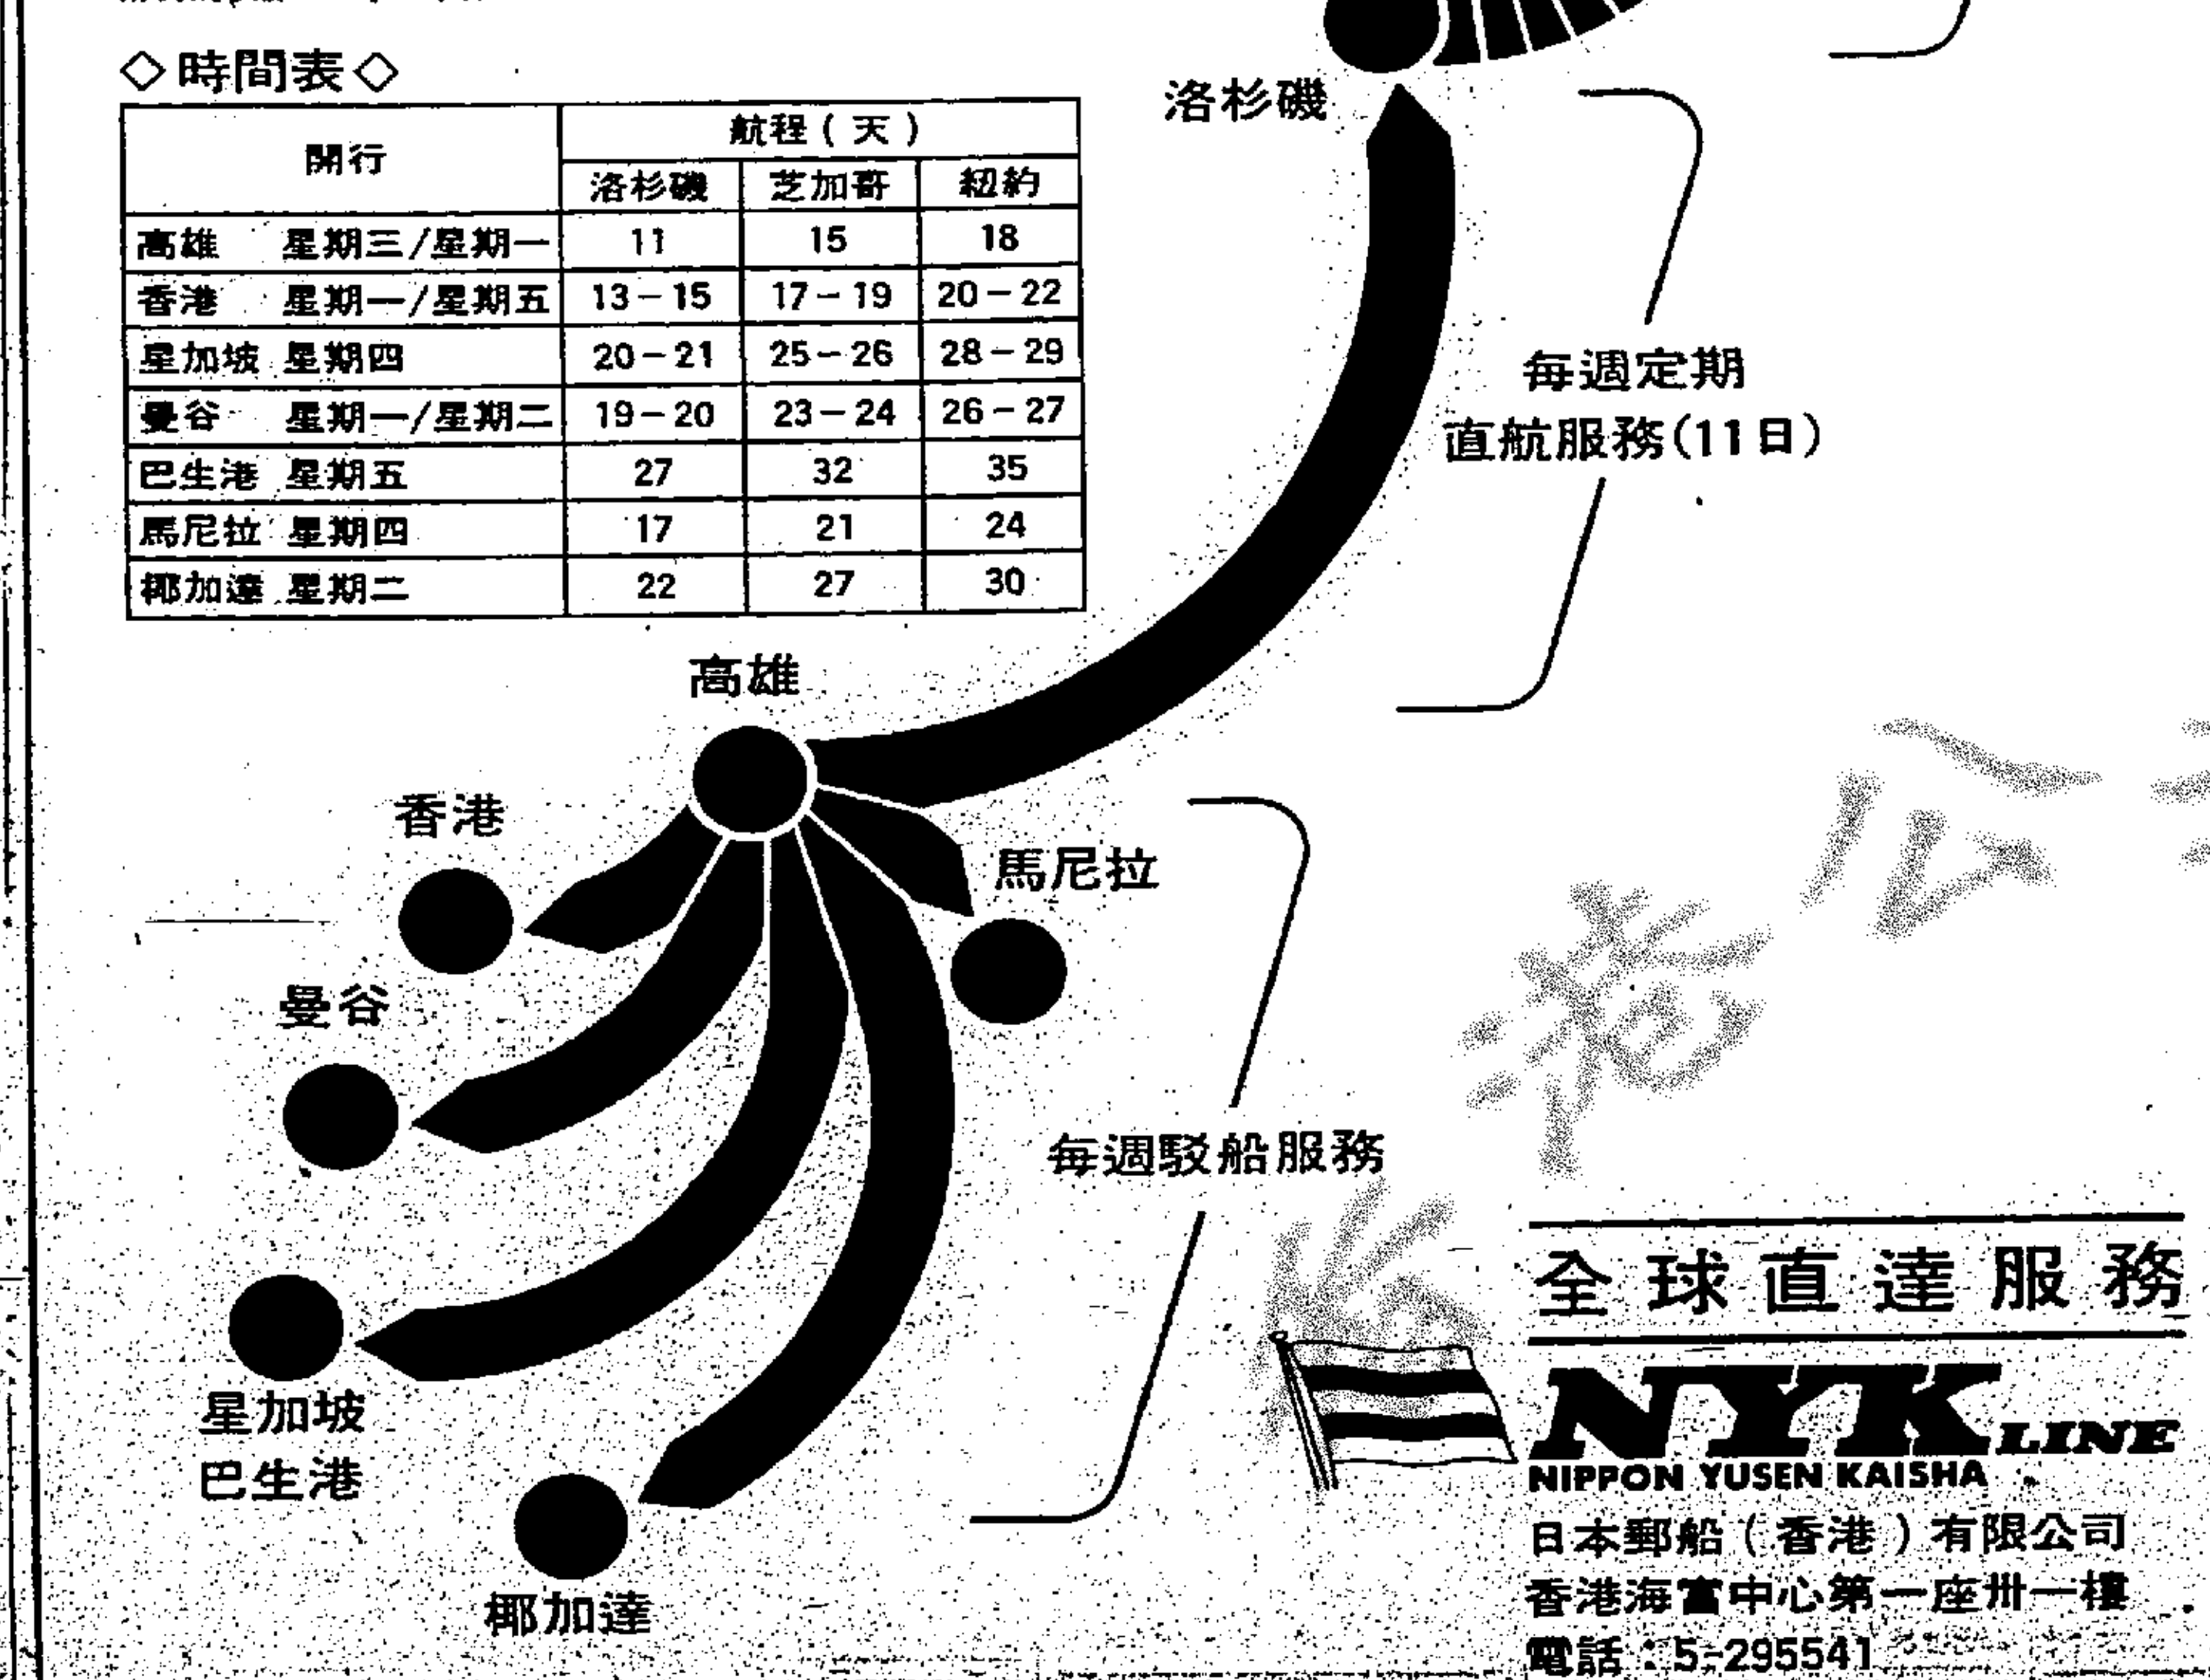 ◇時間表◇
開行 航程(天)
洛杉磯 芝加哥 紐約
高雄 星期三/星期一 11 15 18
香港 星期一/星期五 13-15 17-19 20-22
星加坡 星期四 20-21 25-26 28-29
曼谷 星期一/星期二 19-20 23-24 26-27
巴生港 星期五 27 32 35
馬尼拉 星期四 17 21 24
椰加達 星期二 22 27 30
洛杉磯
每週定期
直航服務(11日)
高雄
香港
馬尼拉
曼谷
每週駁船服務
星加坡
巴生港
椰加達
全球直達服務
NYK LINE
NIPPON YUSEN KAISHA
日本郵船(香港)有限公司
香港海富中心第一座卅一樓
電話:5-295541